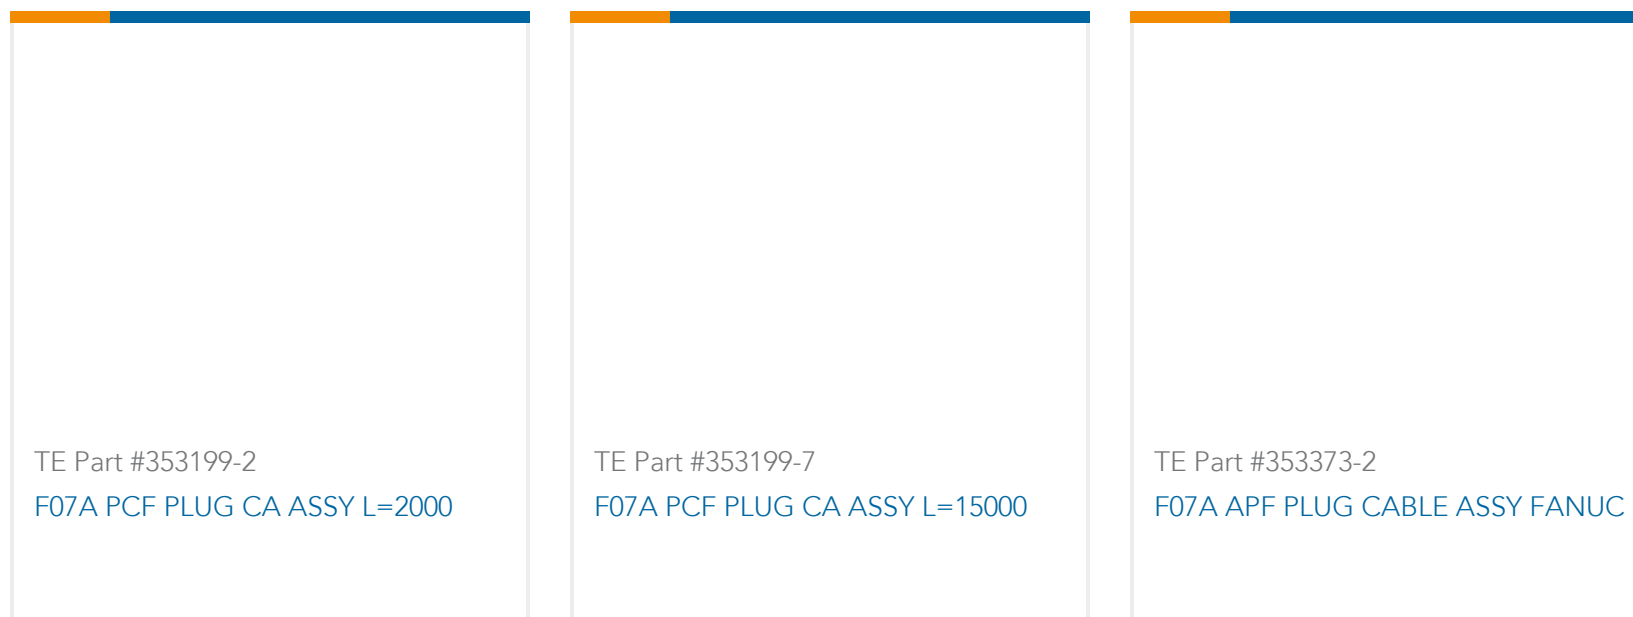 TE Part #353199-2
F07A PCF PLUG CA ASSY L=2000
TE Part #353199-7
F07A PCF PLUG CA ASSY L=15000
TE Part #353373-2
F07A APF PLUG CABLE ASSY FANUC